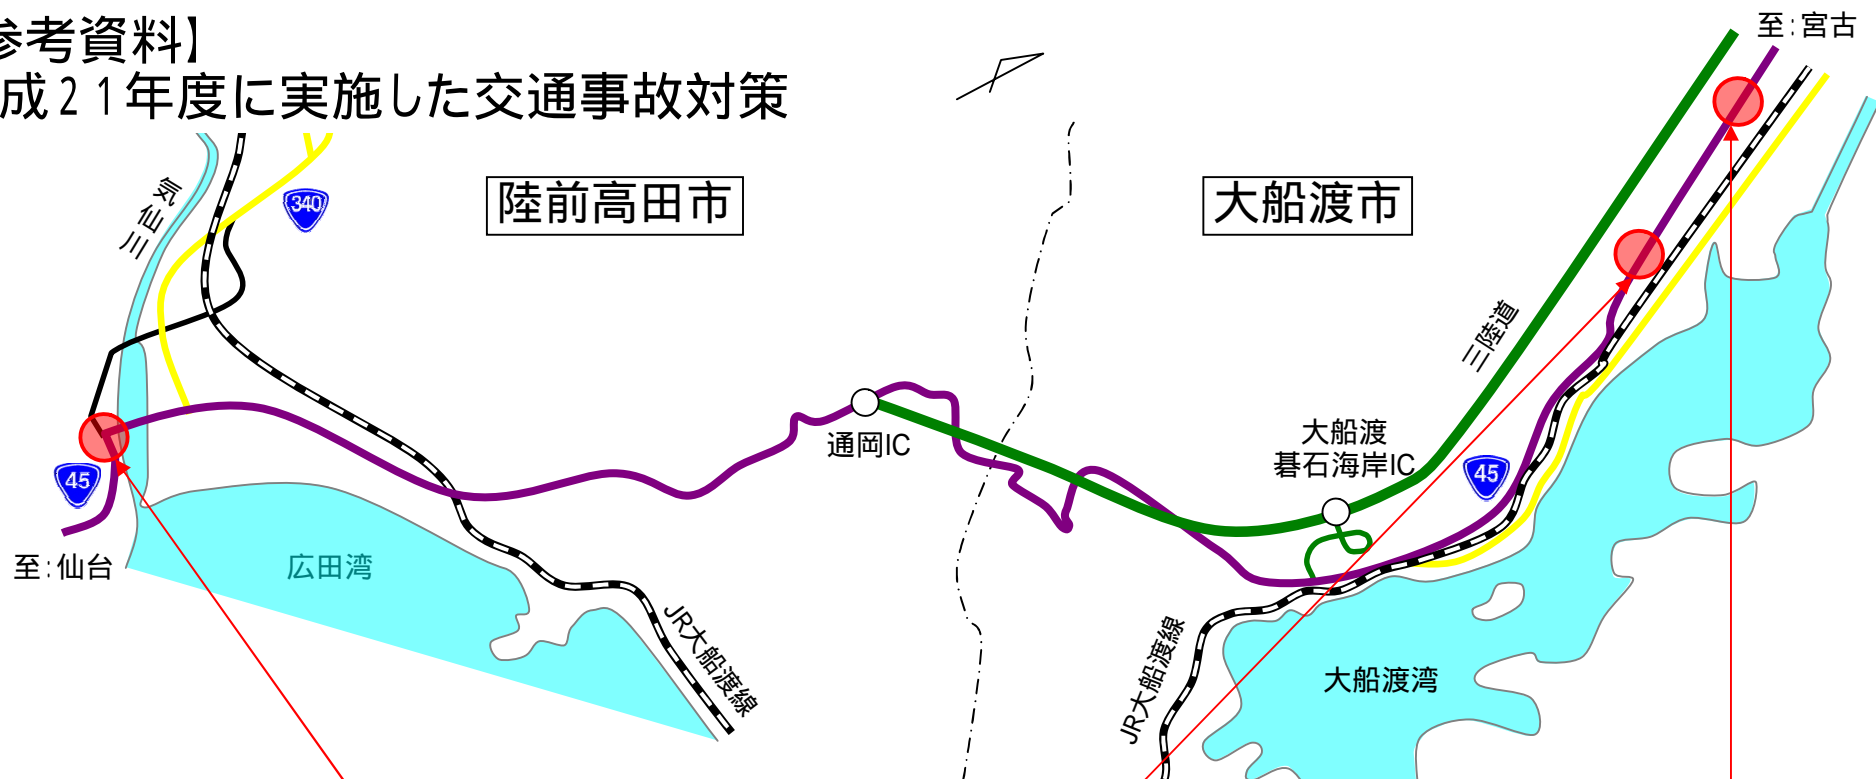 参考資料】
成21年度に実施した交通事故対策
至:宮古
気仙川
340
陸前高田市
大船渡市
三陸道
通岡IC
大船渡
碁石海岸IC
45
45
至:仙台
広田湾
JR大船渡線
JR大船渡線
大船渡湾